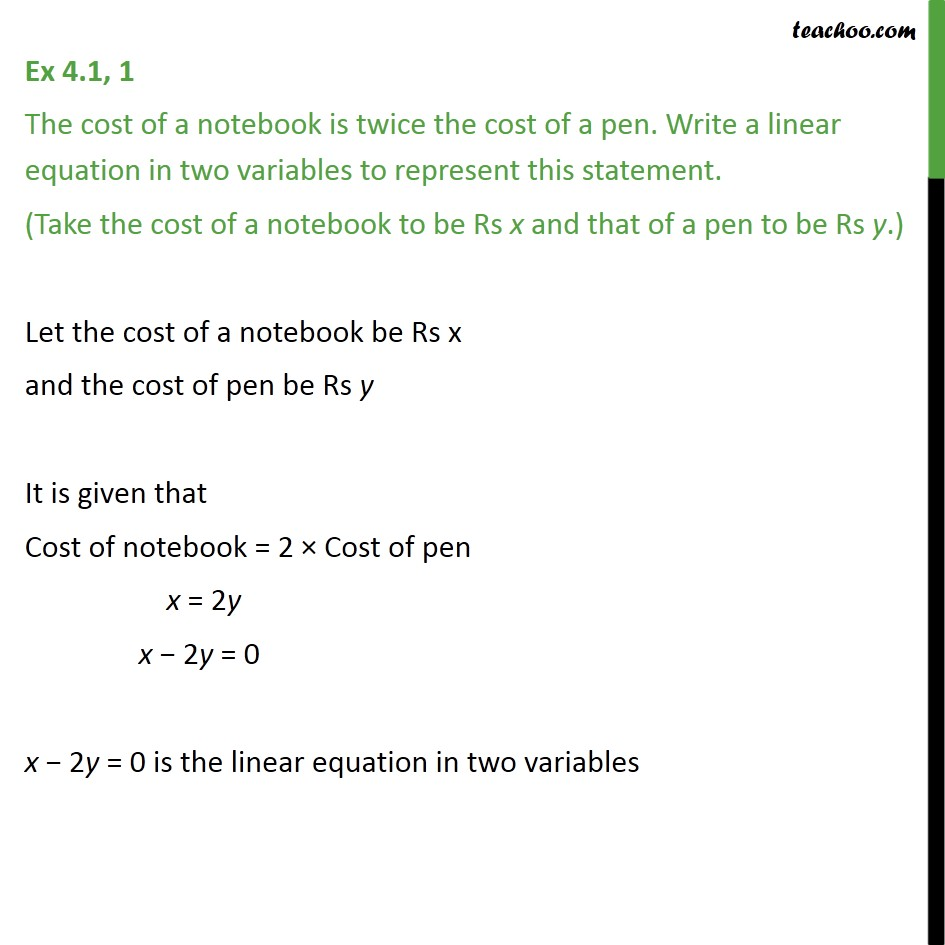 teachoo.com
Ex 4.1, 1
The cost of a notebook is twice the cost of a pen. Write a linear
equation in two variables to represent this statement.
(Take the cost of a notebook to be Rs x and that of a pen to be Rs y.)
Let the cost of a notebook be Rs x
and the cost of pen be Rs y
It is given that
Cost of notebook = 2 × Cost of pen
x = 2y
x − 2y = 0
x − 2y = 0 is the linear equation in two variables